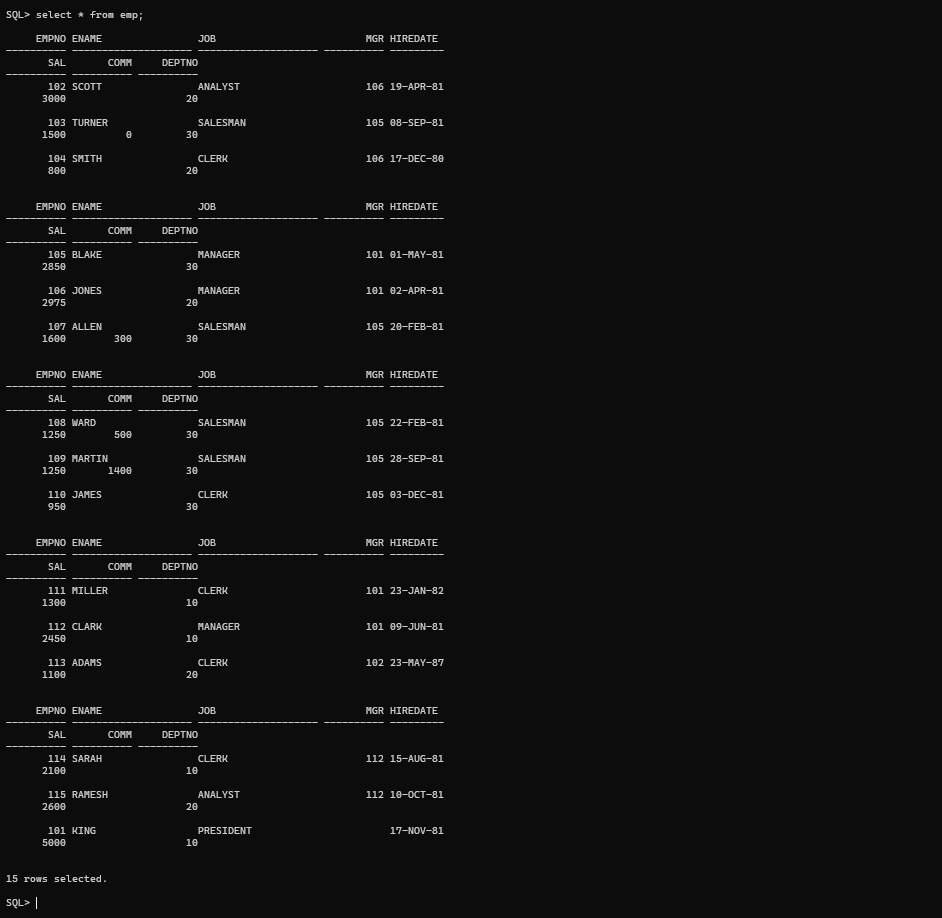 SQL> select * from emp;
EMPNO ENAME JOB MGR HIREDATE
---------- -------------------- -------------------- ---------- ---------
SAL COMM DEPTNO
---------- ---------- ----------
102 SCOTT ANALYST 106 19-APR-81
3000 20
103 TURNER SALESMAN 105 08-SEP-81
1500 0 30
104 SMITH CLERK 106 17-DEC-80
800 20
EMPNO ENAME JOB MGR HIREDATE
---------- -------------------- -------------------- ---------- ---------
SAL COMM DEPTNO
---------- ---------- ----------
105 BLAKE MANAGER 101 01-MAY-81
2850 30
106 JONES MANAGER 101 02-APR-81
2975 20
107 ALLEN SALESMAN 105 20-FEB-81
1600 300 30
EMPNO ENAME JOB MGR HIREDATE
---------- -------------------- -------------------- ---------- ---------
SAL COMM DEPTNO
---------- ---------- ----------
108 WARD SALESMAN 105 22-FEB-81
1250 500 30
109 MARTIN SALESMAN 105 28-SEP-81
1250 1400 30
110 JAMES CLERK 105 03-DEC-81
950 30
EMPNO ENAME JOB MGR HIREDATE
---------- -------------------- -------------------- ---------- ---------
SAL COMM DEPTNO
---------- ---------- ----------
111 MILLER CLERK 101 23-JAN-82
1300 10
112 CLARK MANAGER 101 09-JUN-81
2450 10
113 ADAMS CLERK 102 23-MAY-87
1100 20
EMPNO ENAME JOB MGR HIREDATE
---------- -------------------- -------------------- ---------- ---------
SAL COMM DEPTNO
---------- ---------- ----------
114 SARAH CLERK 112 15-AUG-81
2100 10
115 RAMESH ANALYST 112 10-OCT-81
2600 20
101 KING PRESIDENT 17-NOV-81
5000 10
15 rows selected.
SQL>